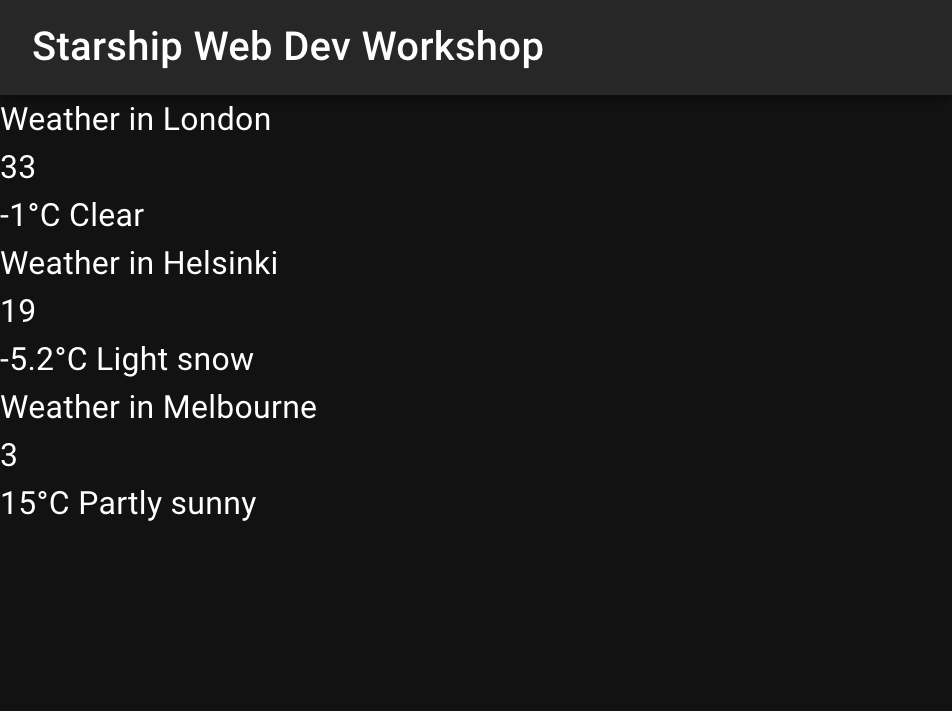 Starship Web Dev Workshop
Weather in London
33
-1°C Clear
Weather in Helsinki
19
-5.2°C Light snow
Weather in Melbourne
3
15°C Partly sunny